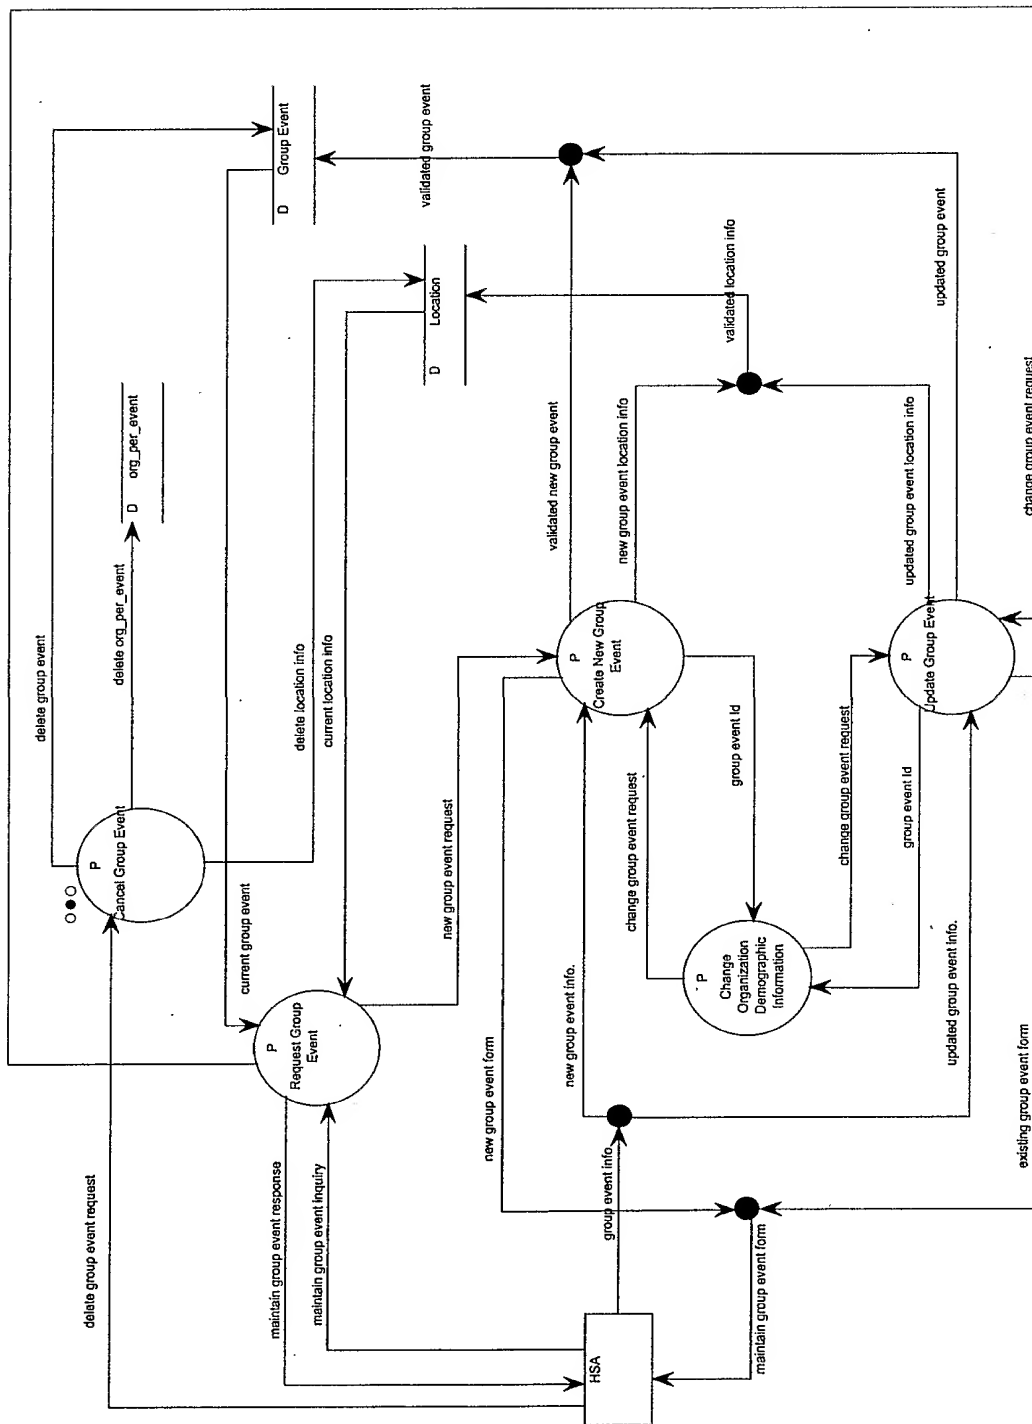 delete group event request
maintain group event response
maintain group event inquiry
HSA
group event info
maintain group event form
P
Cancel Group Event
delete group event
delete org_per_event
D org_per_event
delete location info
current location info
current group event
P
Request Group
Event
new group event request
D Group Event
validated group event
D Location
validated location info
validated new group event
new group event location info
P
Create New Group
Event
new group event form
new group event info.
change group event request
group event Id
P
Change
Organization
Demographic
Information
change group event request
group event Id
updated group event info.
P
Update Group Event
updated group event location info
updated group event
existing group event form
change group event request